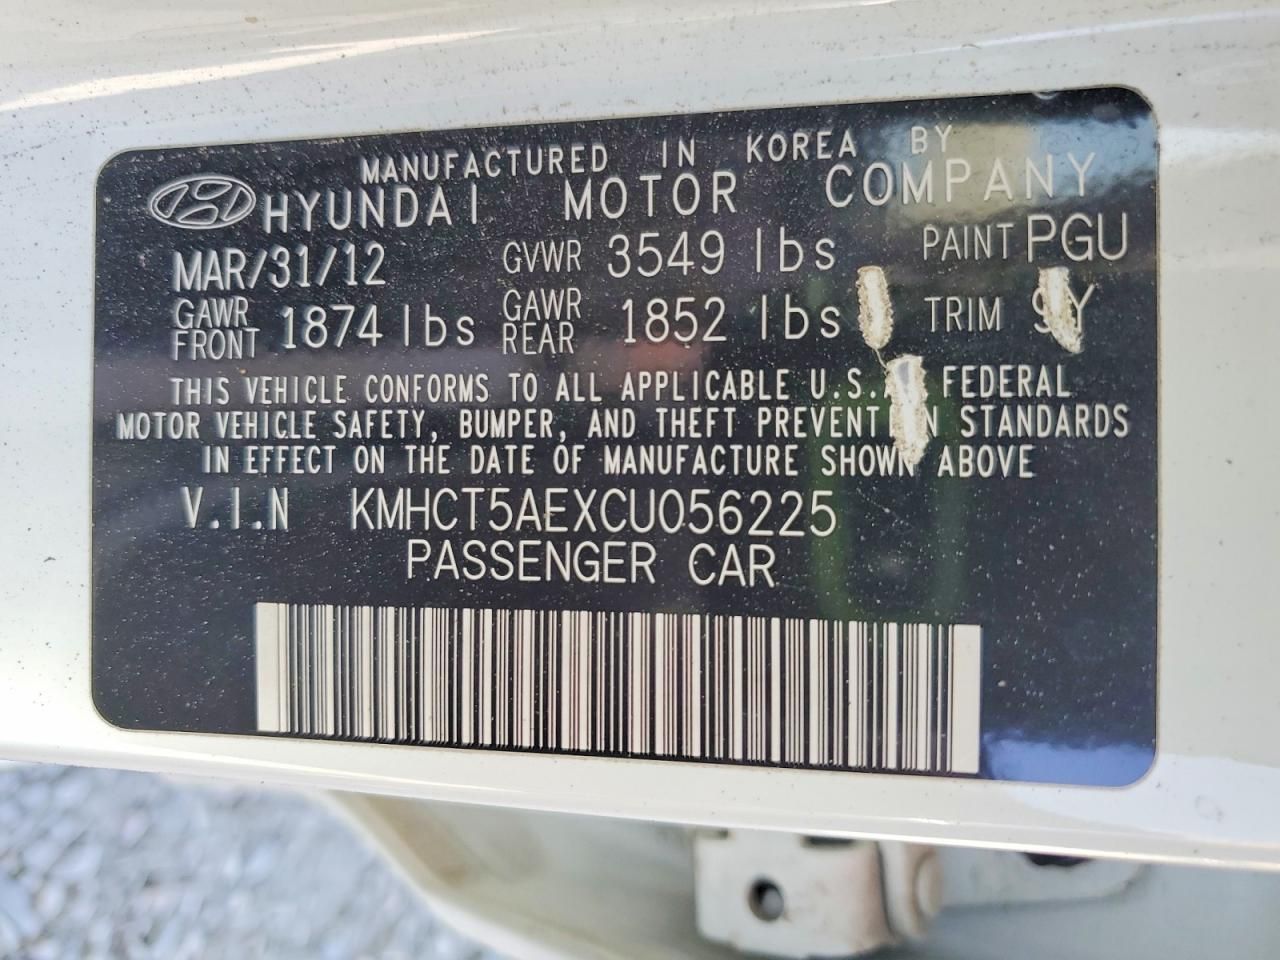 MANUFACTURED IN KOREA BY
HYUNDAI MOTOR COMPANY
MAR/31/12 GVWR 3549 lbs PAINT PGU
GAWR FRONT 1874 lbs GAWR REAR 1852 lbs TRIM
THIS VEHICLE CONFORMS TO ALL APPLICABLE U.S.A FEDERAL
MOTOR VEHICLE SAFETY, BUMPER, AND THEFT PREVENTION STANDARDS
IN EFFECT ON THE DATE OF MANUFACTURE SHOWN ABOVE
V.I.N KMHCT5AEXCU056225
PASSENGER CAR